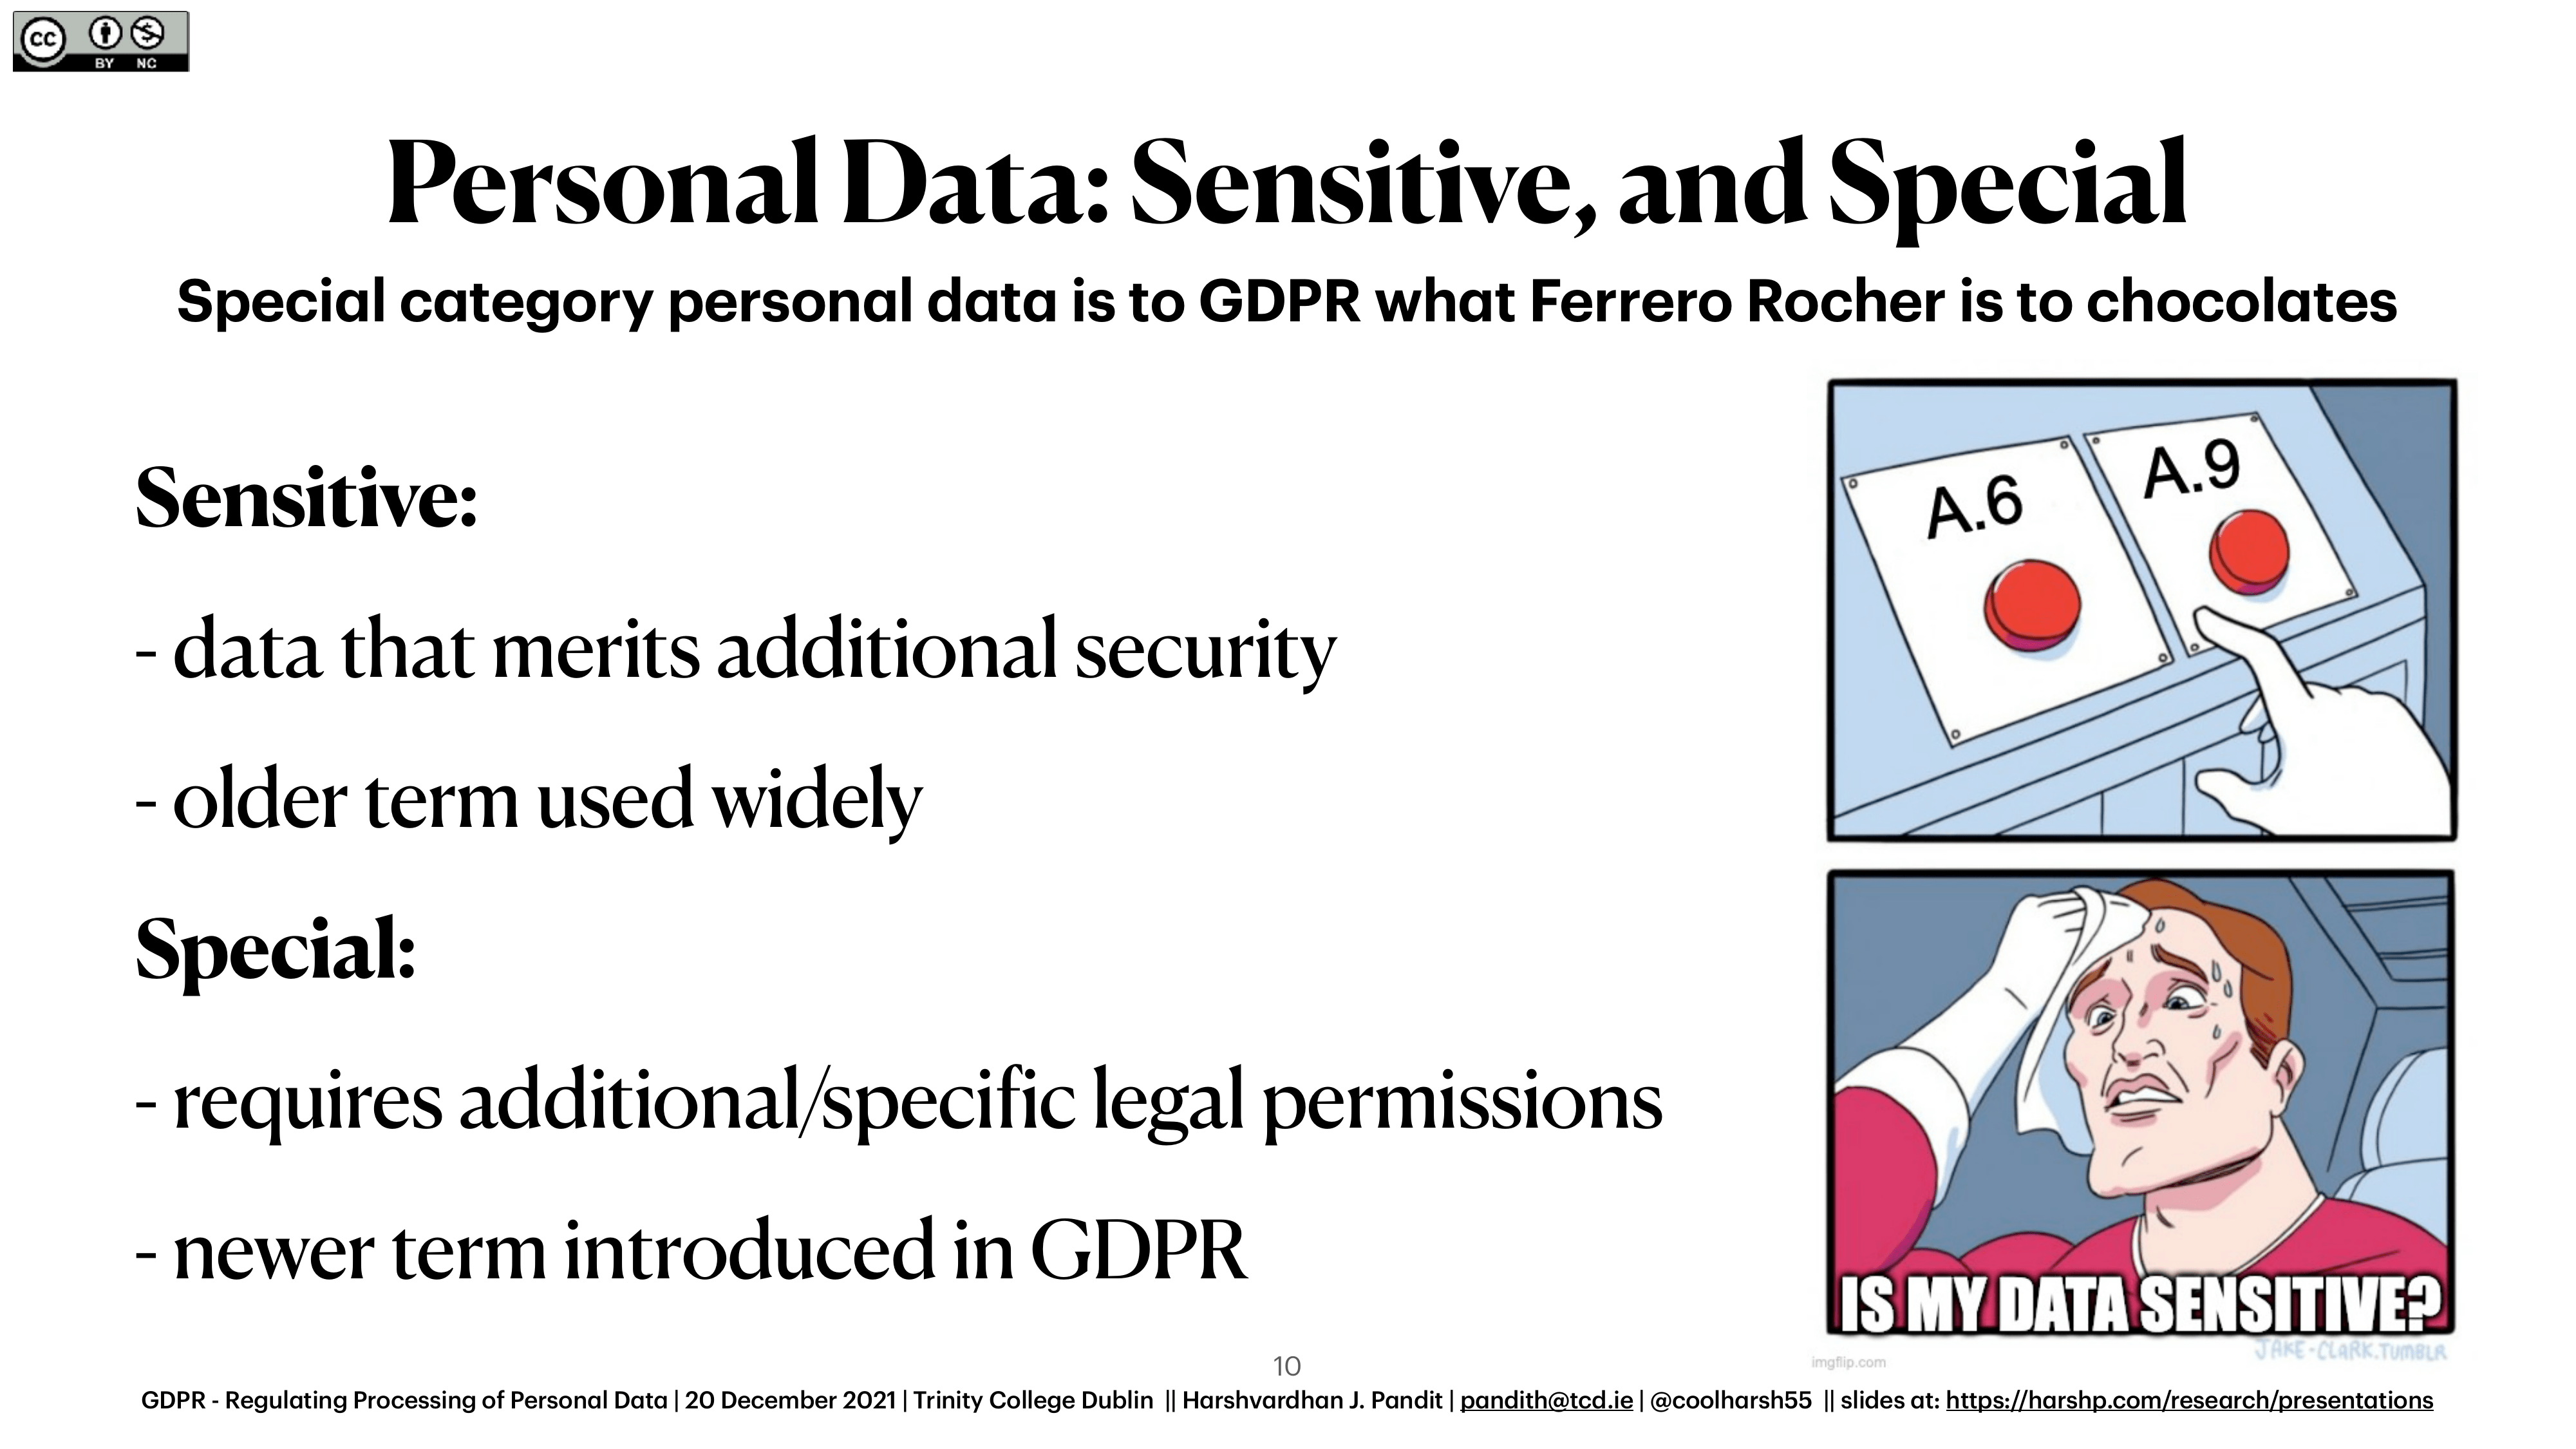 cc BY NC
Personal Data: Sensitive, and Special
Special category personal data is to GDPR what Ferrero Rocher is to chocolates
Sensitive:
- data that merits additional security
- older term used widely
Special:
- requires additional/specific legal permissions
- newer term introduced in GDPR
A.6
A.9
IS MY DATA SENSITIVE?
JAKE-CLARK.TUMBLR
imgflip.com
10
GDPR - Regulating Processing of Personal Data | 20 December 2021 | Trinity College Dublin || Harshvardhan J. Pandit | pandith@tcd.ie | @coolharsh55 || slides at: https://harshp.com/research/presentations